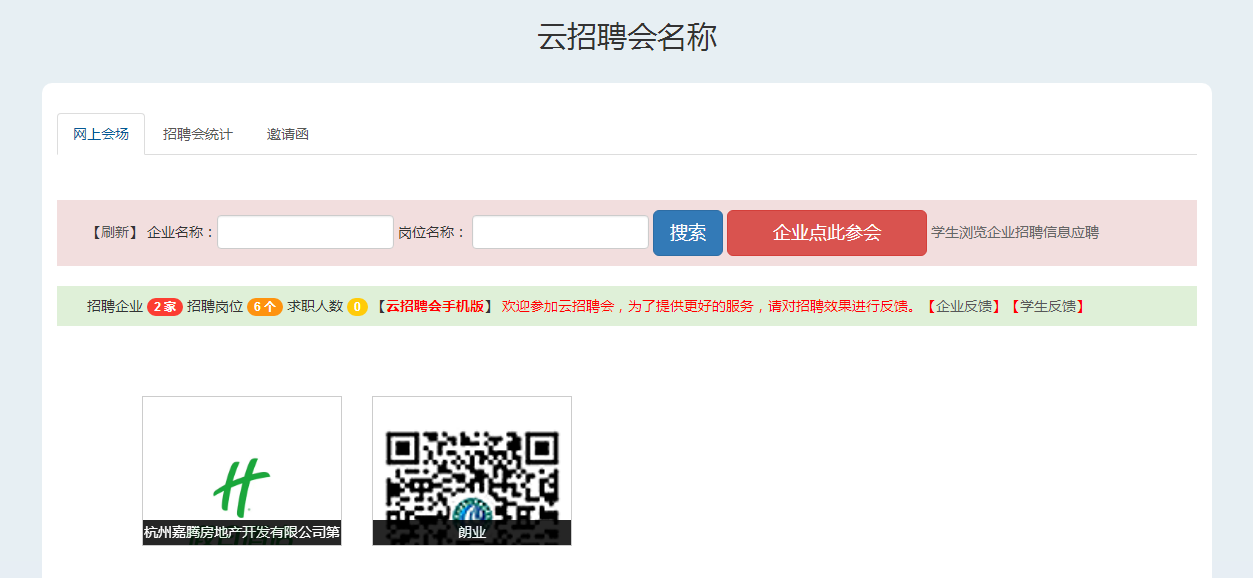 云招聘会名称
网上会场 招聘会统计 邀请函
【刷新】 企业名称： 岗位名称： 搜索 企业点此参会 学生浏览企业招聘信息应聘
招聘企业 2 家 招聘岗位 6 个 求职人数 0 【云招聘会手机版】 欢迎参加云招聘会，为了提供更好的服务，请对招聘效果进行反馈。【企业反馈】【学生反馈】
杭州嘉腾房地产开发有限公司第 朗业